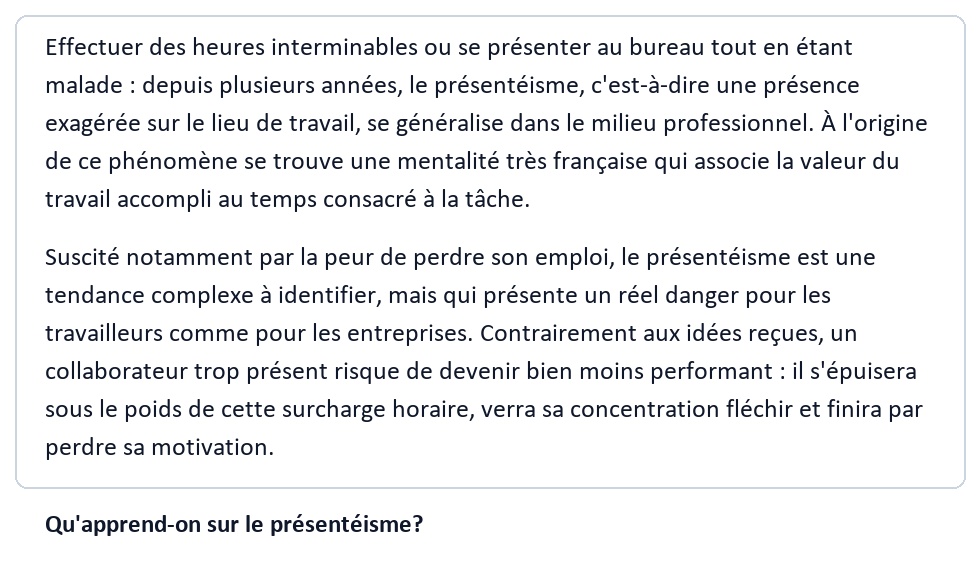 Effectuer des heures interminables ou se présenter au bureau tout en étant
malade : depuis plusieurs années, le présentéisme, c'est-à-dire une présence
exagérée sur le lieu de travail, se généralise dans le milieu professionnel. À l'origine
de ce phénomène se trouve une mentalité très française qui associe la valeur du
travail accompli au temps consacré à la tâche.
Suscité notamment par la peur de perdre son emploi, le présentéisme est une
tendance complexe à identifier, mais qui présente un réel danger pour les
travailleurs comme pour les entreprises. Contrairement aux idées reçues, un
collaborateur trop présent risque de devenir bien moins performant : il s'épuisera
sous le poids de cette surcharge horaire, verra sa concentration fléchir et finira par
perdre sa motivation.
Qu'apprend-on sur le présentéisme?